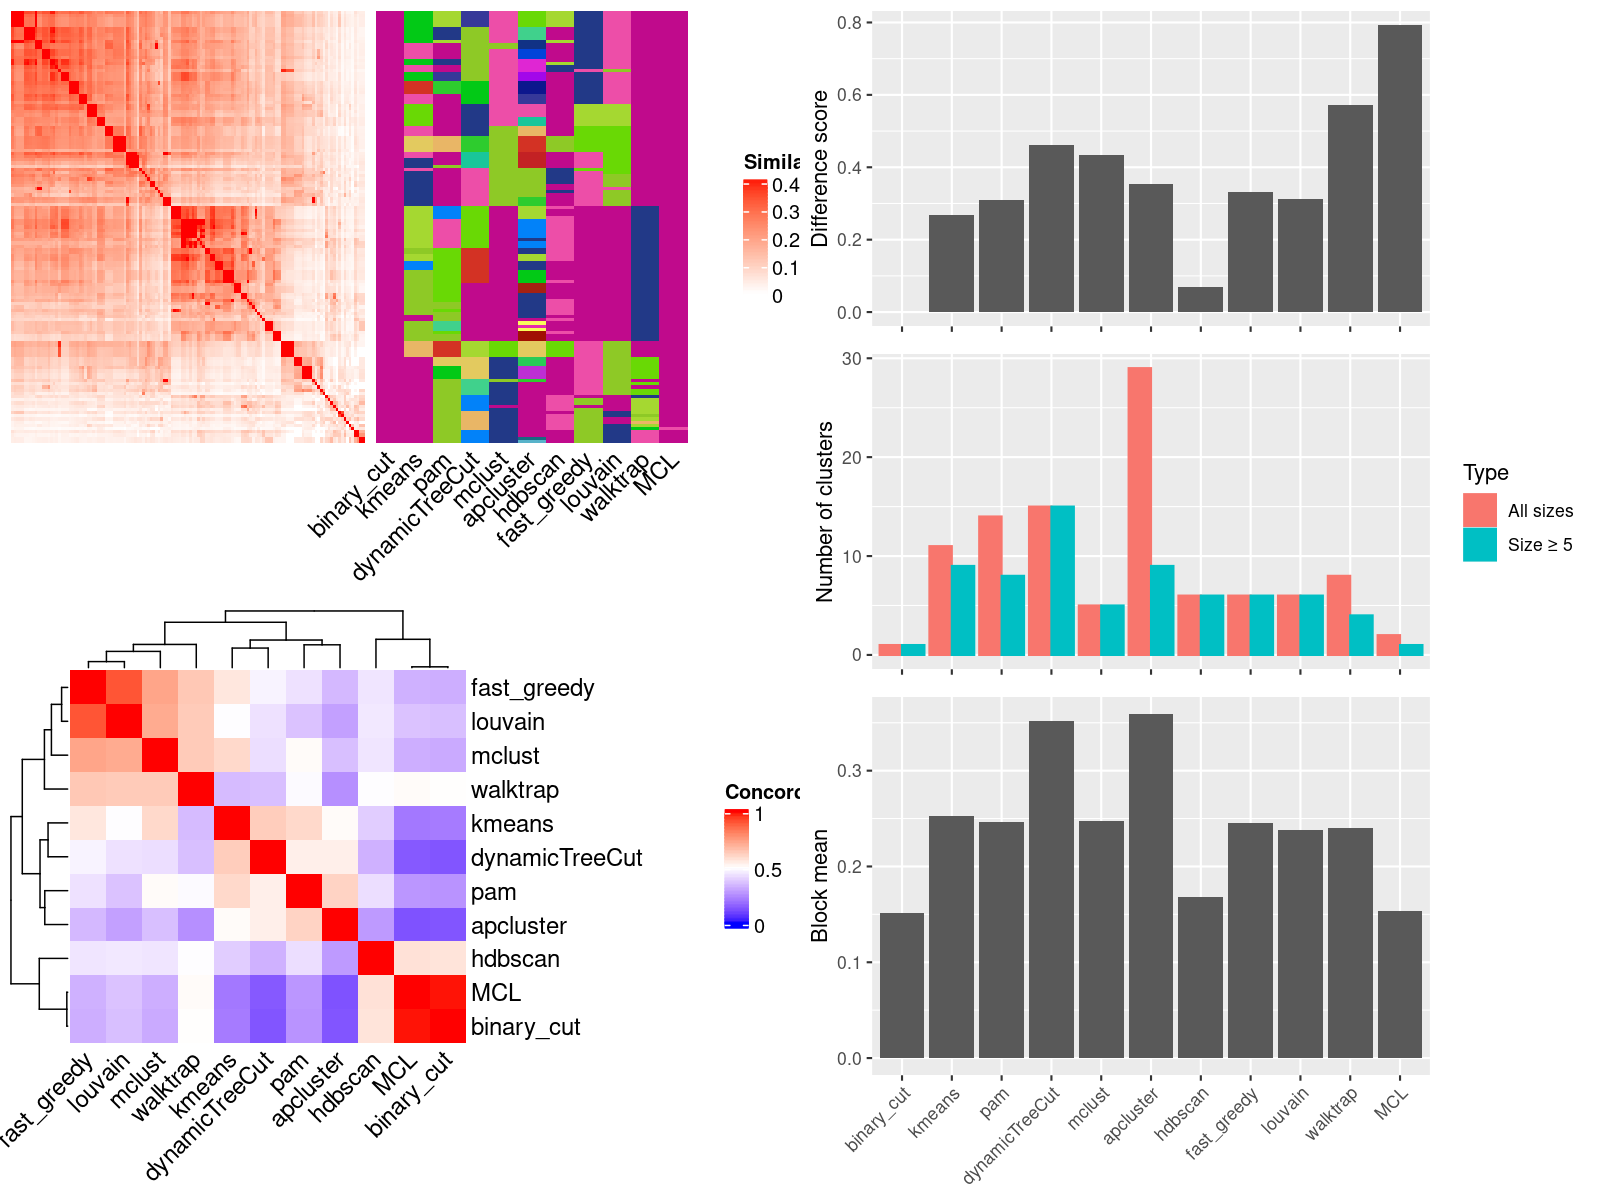 Simila
0.4
0.3
0.2
0.1
0
binary_cut
kmeans
pam
dynamicTreeCut
mclust
apcluster
hdbscan
fast_greedy
louvain
walktrap
MCL
Difference score
0.8
0.6
0.4
0.2
0.0
Number of clusters
30
20
10
0
Type
All sizes
Size ≥ 5
fast_greedy
louvain
mclust
walktrap
kmeans
dynamicTreeCut
pam
apcluster
hdbscan
MCL
binary_cut
Concord
1
0.5
0
fast_greedy
louvain
mclust
walktrap
kmeans
dynamicTreeCut
pam
apcluster
hdbscan
MCL
binary_cut
Block mean
0.3
0.2
0.1
0.0
binary_cut
kmeans
pam
dynamicTreeCut
mclust
apcluster
hdbscan
fast_greedy
louvain
walktrap
MCL